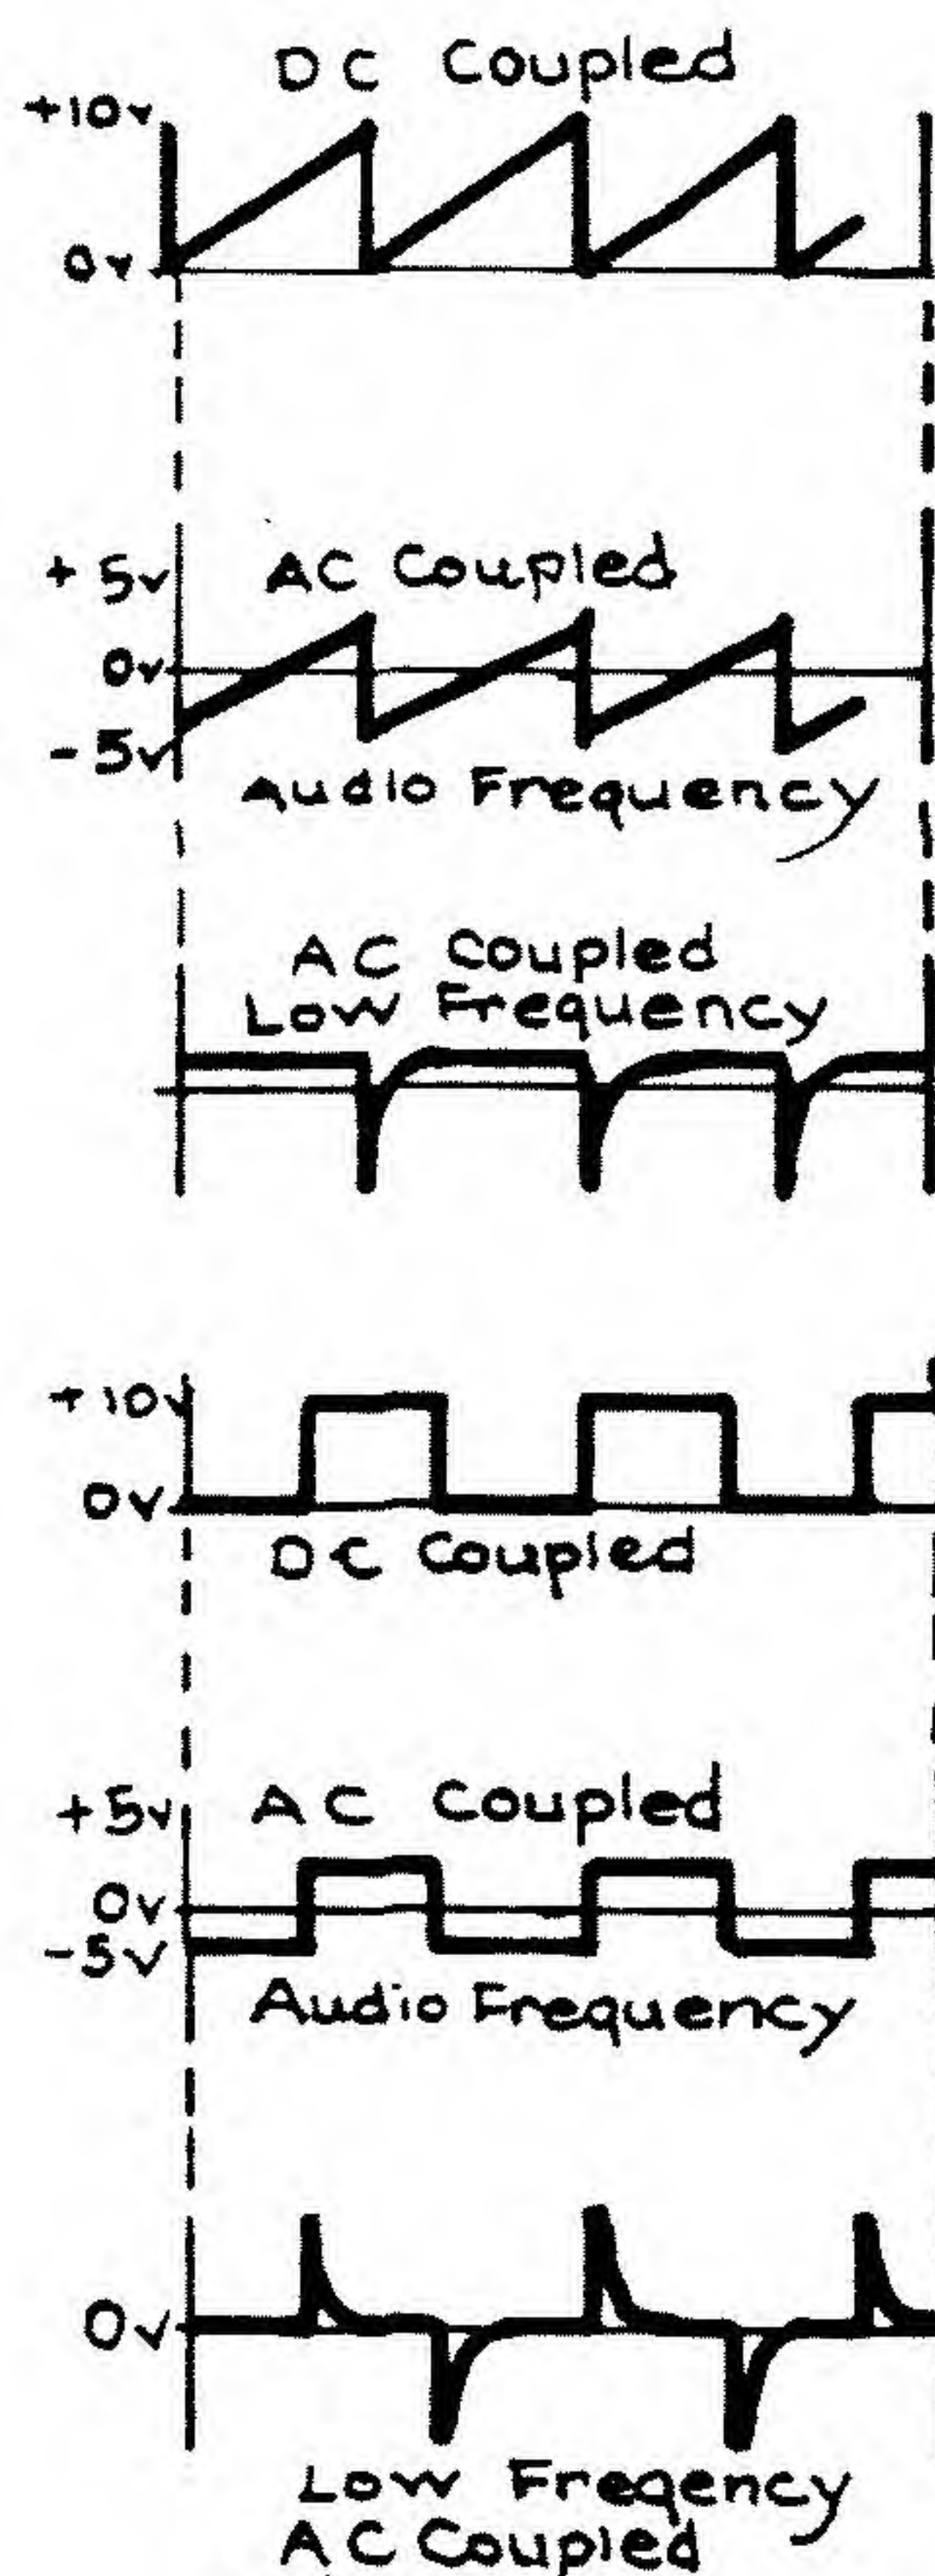 DC Coupled
+10v
0v
+5v
AC Coupled
0v
-5v
Audio Frequency
AC Coupled
Low Frequency
+10v
0v
DC Coupled
+5v
AC Coupled
0v
-5v
Audio Frequency
0v
Low Freqency
AC Coupled